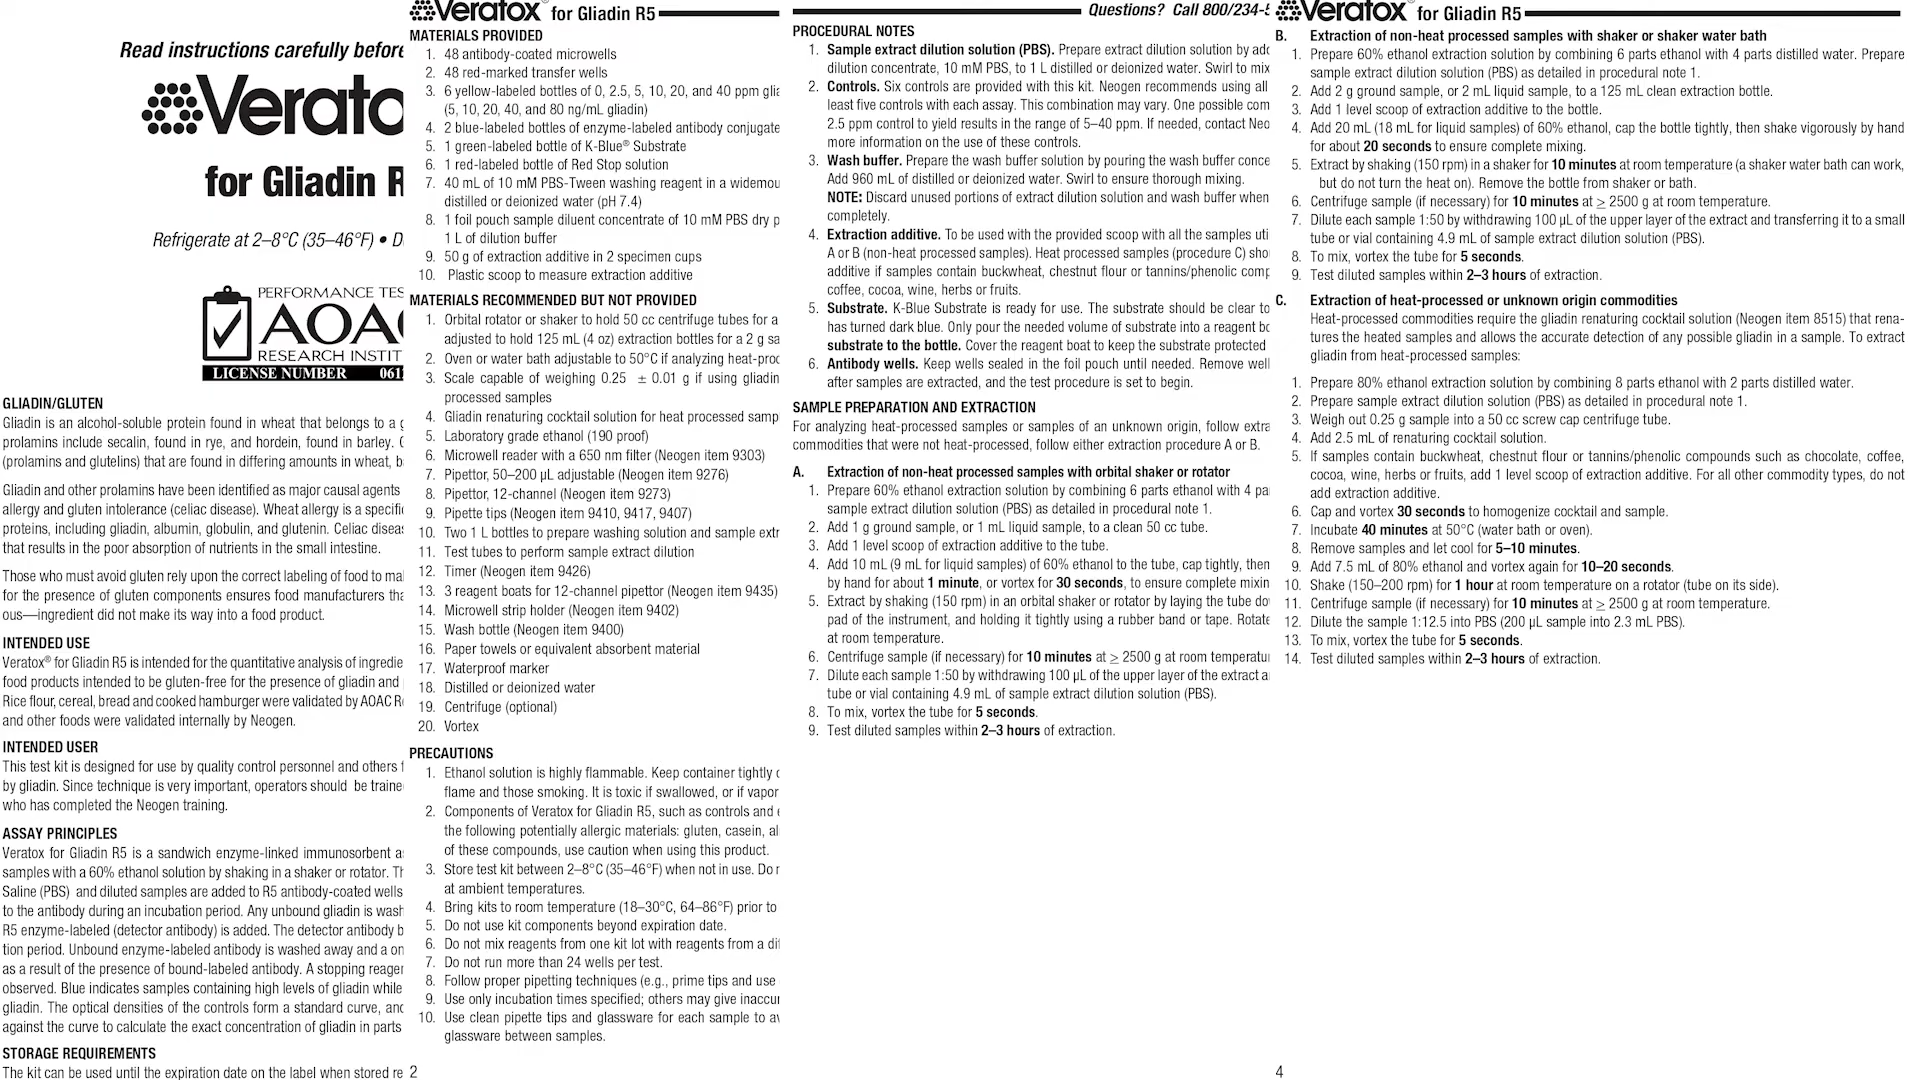 Read instructions carefully before
Veratox
for Gliadin R
Refrigerate at 2–8°C (35–46°F) •
PERFORMANCE TES
AOAC
RESEARCH INSTIT
LICENSE NUMBER 061
GLIADIN/GLUTEN
Gliadin is an alcohol-soluble protein found in wheat that belongs to a
prolamins include secalin, found in rye, and hordein, found in barley.
(prolamins and glutelins) that are found in differing amounts in wheat, b
Gliadin and other prolamins have been identified as major causal agents
allergy and gluten intolerance (celiac disease). Wheat allergy is a specific
proteins, including gliadin, albumin, globulin, and glutenin. Celiac disea
that results in the poor absorption of nutrients in the small intestine.
Those who must avoid gluten rely upon the correct labeling of food to ma
for the presence of gluten components ensures food manufacturers tha
ous—ingredient did not make its way into a food product.
INTENDED USE
Veratox® for Gliadin R5 is intended for the quantitative analysis of ingredie
food products intended to be gluten-free for the presence of gliadin and
Rice flour, cereal, bread and cooked hamburger were validated by AOAC R
and other foods were validated internally by Neogen.
INTENDED USER
This test kit is designed for use by quality control personnel and others f
by gliadin. Since technique is very important, operators should be traine
who has completed the Neogen training.
ASSAY PRINCIPLES
Veratox for Gliadin R5 is a sandwich enzyme-linked immunosorbent a
samples with a 60% ethanol solution by shaking in a shaker or rotator. Th
Saline (PBS) and diluted samples are added to R5 antibody-coated wells
to the antibody during an incubation period. Any unbound gliadin is wash
R5 enzyme-labeled (detector antibody) is added. The detector antibody b
tion period. Unbound enzyme-labeled antibody is washed away and a
as a result of the presence of bound-labeled antibody. A stopping reagen
observed. Blue indicates samples containing high levels of gliadin while
gliadin. The optical densities of the controls form a standard curve, and
against the curve to calculate the exact concentration of gliadin in parts
STORAGE REQUIREMENTS
The kit can be used until the expiration date on the label when stored re
Veratox® for Gliadin R5
MATERIALS PROVIDED
1. 48 antibody-coated microwells
2. 48 red-marked transfer wells
3. 6 yellow-labeled bottles of 0, 2.5, 5, 10, 20, and 40 ppm glia
(5, 10, 20, 40, and 80 ng/mL gliadin)
4. 2 blue-labeled bottles of enzyme-labeled antibody conjugate
5. 1 green-labeled bottle of K-Blue® Substrate
6. 1 red-labeled bottle of Red Stop solution
7. 40 mL of 10 mM PBS-Tween washing reagent in a widemou
distilled or deionized water (pH 7.4)
8. 1 foil pouch sample diluent concentrate of 10 mM PBS dry p
1 L of dilution buffer
9. 50 g of extraction additive in 2 specimen cups
10. Plastic scoop to measure extraction additive
MATERIALS RECOMMENDED BUT NOT PROVIDED
1. Orbital rotator or shaker to hold 50 cc centrifuge tubes for a
adjusted to hold 125 mL (4 oz) extraction bottles for a 2 g sa
2. Oven or water bath adjustable to 50°C if analyzing heat-proc
3. Scale capable of weighing 0.25 ± 0.01 g if using gliadin
processed samples
4. Gliadin renaturing cocktail solution for heat processed samp
5. Laboratory grade ethanol (190 proof)
6. Microwell reader with a 650 nm filter (Neogen item 9303)
7. Pipettor, 50–200 µL adjustable (Neogen item 9276)
8. Pipettor, 12-channel (Neogen item 9273)
9. Pipette tips (Neogen items 9410, 9417, 9407)
10. Two 1 L bottles to prepare washing solution and sample extr
11. Test tubes to perform sample extract dilution
12. Timer (Neogen item 9426)
13. 3 reagent boats for 12-channel pipettor (Neogen item 9435)
14. Microwell strip holder (Neogen item 9402)
15. Wash bottle (Neogen item 9400)
16. Paper towels or equivalent absorbent material
17. Waterproof marker
18. Distilled or deionized water
19. Centrifuge (optional)
20. Vortex
PRECAUTIONS
1. Ethanol solution is highly flammable. Keep container tightly c
flame and those smoking. It is toxic if swallowed, or if vapor
2. Components of Veratox for Gliadin R5, such as controls and e
the following potentially allergic materials: gluten, casein, al
of these compounds, use caution when using this product.
3. Store test kit between 2–8°C (35–46°F) when not in use. Do
at ambient temperatures.
4. Bring kits to room temperature (18–30°C, 64–86°F) prior to
5. Do not use kit components beyond expiration date.
6. Do not mix reagents from one kit lot with reagents from a dif
7. Do not run more than 24 wells per test.
8. Follow proper pipetting techniques (e.g., prime tips and use
9. Use only incubation times specified; others may give inaccur
10. Use clean pipette tips and glassware for each sample to av
glassware between samples.
2
Questions? Call 800/234-5
PROCEDURAL NOTES
1. Sample extract dilution solution (PBS). Prepare extract dilution solution by add
dilution concentrate, 10 mM PBS, to 1 L distilled or deionized water. Swirl to mix
2. Controls. Six controls are provided with this kit. Neogen recommends using all
least five controls with each assay. This combination may vary. One possible com
2.5 ppm control to yield results in the range of 5–40 ppm. If needed, contact Neo
more information on the use of these controls.
3. Wash buffer. Prepare the wash buffer solution by pouring the wash buffer conce
Add 960 mL of distilled or deionized water. Swirl to ensure thorough mixing.
NOTE: Discard unused portions of extract dilution solution and wash buffer when
completely.
4. Extraction additive. To be used with the provided scoop with all the samples uti
A or B (non-heat processed samples). Heat processed samples (procedure C) sho
additive if samples contain buckwheat, chestnut flour or tannins/phenolic comp
coffee, cocoa, wine, herbs or fruits.
5. Substrate. K-Blue Substrate is ready for use. The substrate should be clear to
has turned dark blue. Only pour the needed volume of substrate into a reagent bo
substrate to the bottle. Cover the reagent boat to keep the substrate protected
6. Antibody wells. Keep wells sealed in the foil pouch until needed. Remove well
after samples are extracted, and the test procedure is set to begin.
SAMPLE PREPARATION AND EXTRACTION
For analyzing heat-processed samples or samples of an unknown origin, follow extra
commodities that were not heat-processed, follow either extraction procedure A or B.
A. Extraction of non-heat processed samples with orbital shaker or rotator
1. Prepare 60% ethanol extraction solution by combining 6 parts ethanol with 4 pa
sample extract dilution solution (PBS) as detailed in procedural note 1.
2. Add 1 g ground sample, or 1 mL liquid sample, to a clean 50 cc tube.
3. Add 1 level scoop of extraction additive to the tube.
4. Add 10 mL (9 mL for liquid samples) of 60% ethanol to the tube, cap tightly, then
by hand for about 1 minute, or vortex for 30 seconds, to ensure complete mixin
5. Extract by shaking (150 rpm) in an orbital shaker or rotator by laying the tube do
pad of the instrument, and holding it tightly using a rubber band or tape. Rotate
at room temperature.
6. Centrifuge sample (if necessary) for 10 minutes at ≥ 2500 g at room temperatu
7. Dilute each sample 1:50 by withdrawing 100 µL of the upper layer of the extract a
tube or vial containing 4.9 mL of sample extract dilution solution (PBS).
8. To mix, vortex the tube for 5 seconds.
9. Test diluted samples within 2–3 hours of extraction.
Veratox® for Gliadin R5
B. Extraction of non-heat processed samples with shaker or shaker water bath
1. Prepare 60% ethanol extraction solution by combining 6 parts ethanol with 4 parts distilled water. Prepare
sample extract dilution solution (PBS) as detailed in procedural note 1.
2. Add 2 g ground sample, or 2 mL liquid sample, to a 125 mL clean extraction bottle.
3. Add 1 level scoop of extraction additive to the bottle.
4. Add 20 mL (18 mL for liquid samples) of 60% ethanol, cap the bottle tightly, then shake vigorously by hand
for about 20 seconds to ensure complete mixing.
5. Extract by shaking (150 rpm) in a shaker for 10 minutes at room temperature (a shaker water bath can work,
but do not turn the heat on). Remove the bottle from shaker or bath.
6. Centrifuge sample (if necessary) for 10 minutes at ≥ 2500 g at room temperature.
7. Dilute each sample 1:50 by withdrawing 100 µL of the upper layer of the extract and transferring it to a small
tube or vial containing 4.9 mL of sample extract dilution solution (PBS).
8. To mix, vortex the tube for 5 seconds.
9. Test diluted samples within 2–3 hours of extraction.
C. Extraction of heat-processed or unknown origin commodities
Heat-processed commodities require the gliadin renaturing cocktail solution (Neogen item 8515) that rena-
tures the heated samples and allows the accurate detection of any possible gliadin in a sample. To extract
gliadin from heat-processed samples:
1. Prepare 80% ethanol extraction solution by combining 8 parts ethanol with 2 parts distilled water.
2. Prepare sample extract dilution solution (PBS) as detailed in procedural note 1.
3. Weigh out 0.25 g sample into a 50 cc screw cap centrifuge tube.
4. Add 2.5 mL of renaturing cocktail solution.
5. If samples contain buckwheat, chestnut flour or tannins/phenolic compounds such as chocolate, coffee,
cocoa, wine, herbs or fruits, add 1 level scoop of extraction additive. For all other commodity types, do not
add extraction additive.
6. Cap and vortex 30 seconds to homogenize cocktail and sample.
7. Incubate 40 minutes at 50°C (water bath or oven).
8. Remove samples and let cool for 5–10 minutes.
9. Add 7.5 mL of 80% ethanol and vortex again for 10–20 seconds.
10. Shake (150–200 rpm) for 1 hour at room temperature on a rotator (tube on its side).
11. Centrifuge sample (if necessary) for 10 minutes at ≥ 2500 g at room temperature.
12. Dilute the sample 1:12.5 into PBS (200 µL sample into 2.3 mL PBS).
13. To mix, vortex the tube for 5 seconds.
14. Test diluted samples within 2–3 hours of extraction.
4